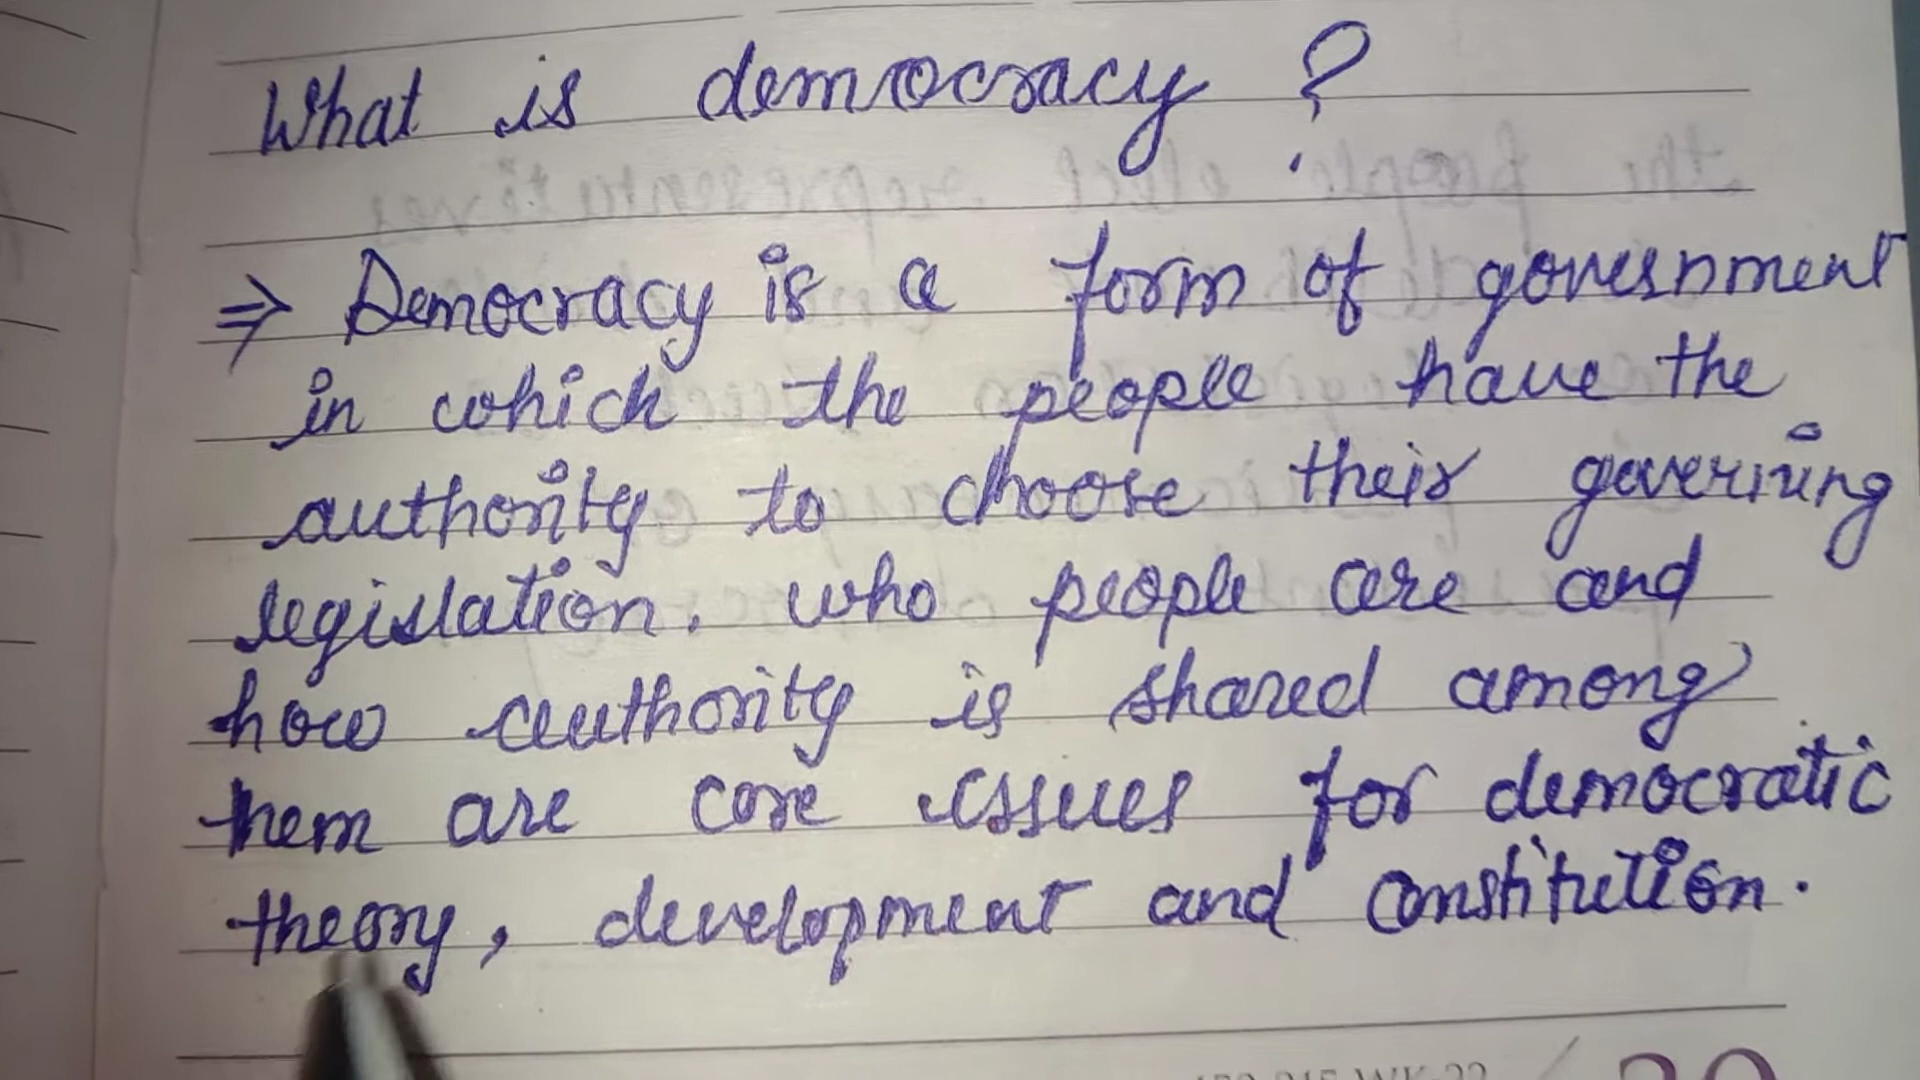 What is democracy ?
⇒ Democracy is a form of government
in which the people have the
authority to choose their governing
legislation. who people are and
how authority is shared among
them are core issues for democratic
theory, development and constitution.